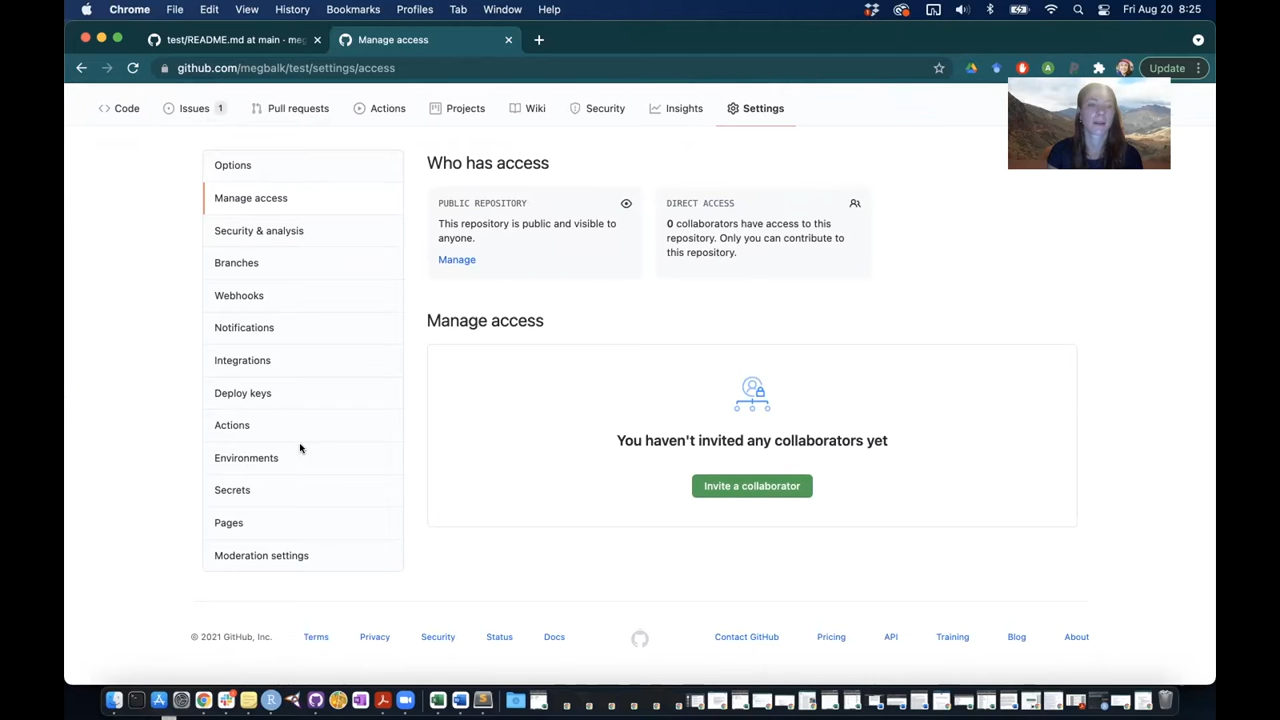 Chrome File Edit View History Bookmarks Profiles Tab Window Help Fri Aug 20 8:25
test/README.md at main · meg
Manage access
github.com/megbalk/test/settings/access
Update
Code Issues 1 Pull requests Actions Projects Wiki Security Insights Settings
Options
Manage access
Security & analysis
Branches
Webhooks
Notifications
Integrations
Deploy keys
Actions
Environments
Secrets
Pages
Moderation settings
Who has access
PUBLIC REPOSITORY
This repository is public and visible to
anyone.
Manage
DIRECT ACCESS
0 collaborators have access to this
repository. Only you can contribute to
this repository.
Manage access
You haven't invited any collaborators yet
Invite a collaborator
© 2021 GitHub, Inc. Terms Privacy Security Status Docs Contact GitHub Pricing API Training Blog About